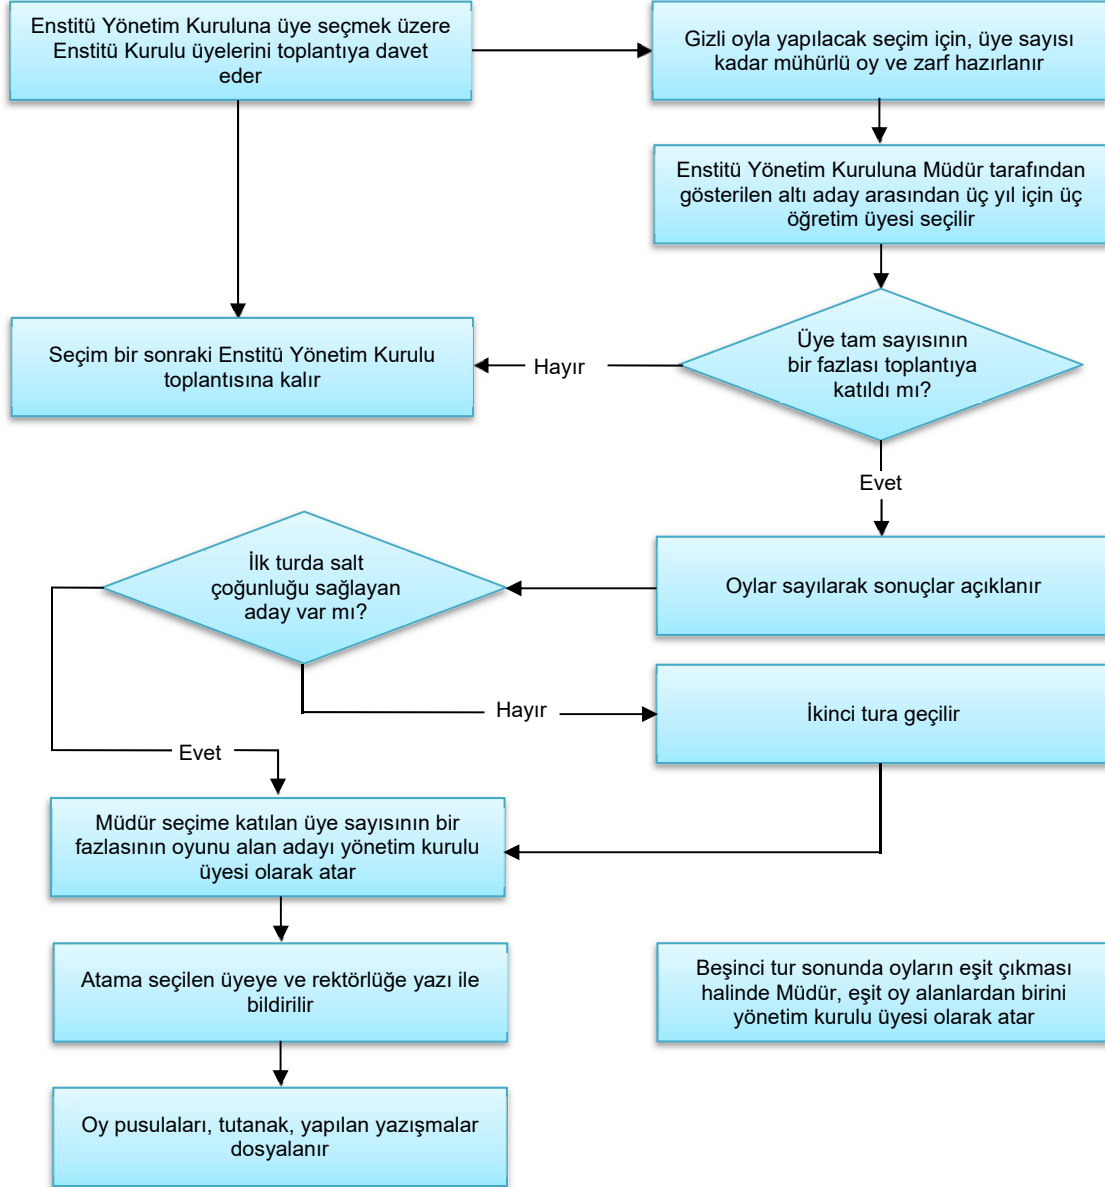 Enstitü Yönetim Kuruluna üye seçmek üzere
Enstitü Kurulu üyelerini toplantıya davet
eder
Gizli oyla yapılacak seçim için, üye sayısı
kadar mühürlü oy ve zarf hazırlanır
Enstitü Yönetim Kuruluna Müdür tarafından
gösterilen altı aday arasından üç yıl için üç
öğretim üyesi seçilir
Üye tam sayısının
bir fazlası toplantıya
katıldı mı?
Hayır
Seçim bir sonraki Enstitü Yönetim Kurulu
toplantısına kalır
Evet
Oylar sayılarak sonuçlar açıklanır
İlk turda salt
çoğunluğu sağlayan
aday var mı?
Hayır
İkinci tura geçilir
Evet
Müdür seçime katılan üye sayısının bir
fazlasının oyunu alan adayı yönetim kurulu
üyesi olarak atar
Atama seçilen üyeye ve rektörlüğe yazı ile
bildirilir
Beşinci tur sonunda oyların eşit çıkması
halinde Müdür, eşit oy alanlardan birini
yönetim kurulu üyesi olarak atar
Oy pusulaları, tutanak, yapılan yazışmalar
dosyalanır